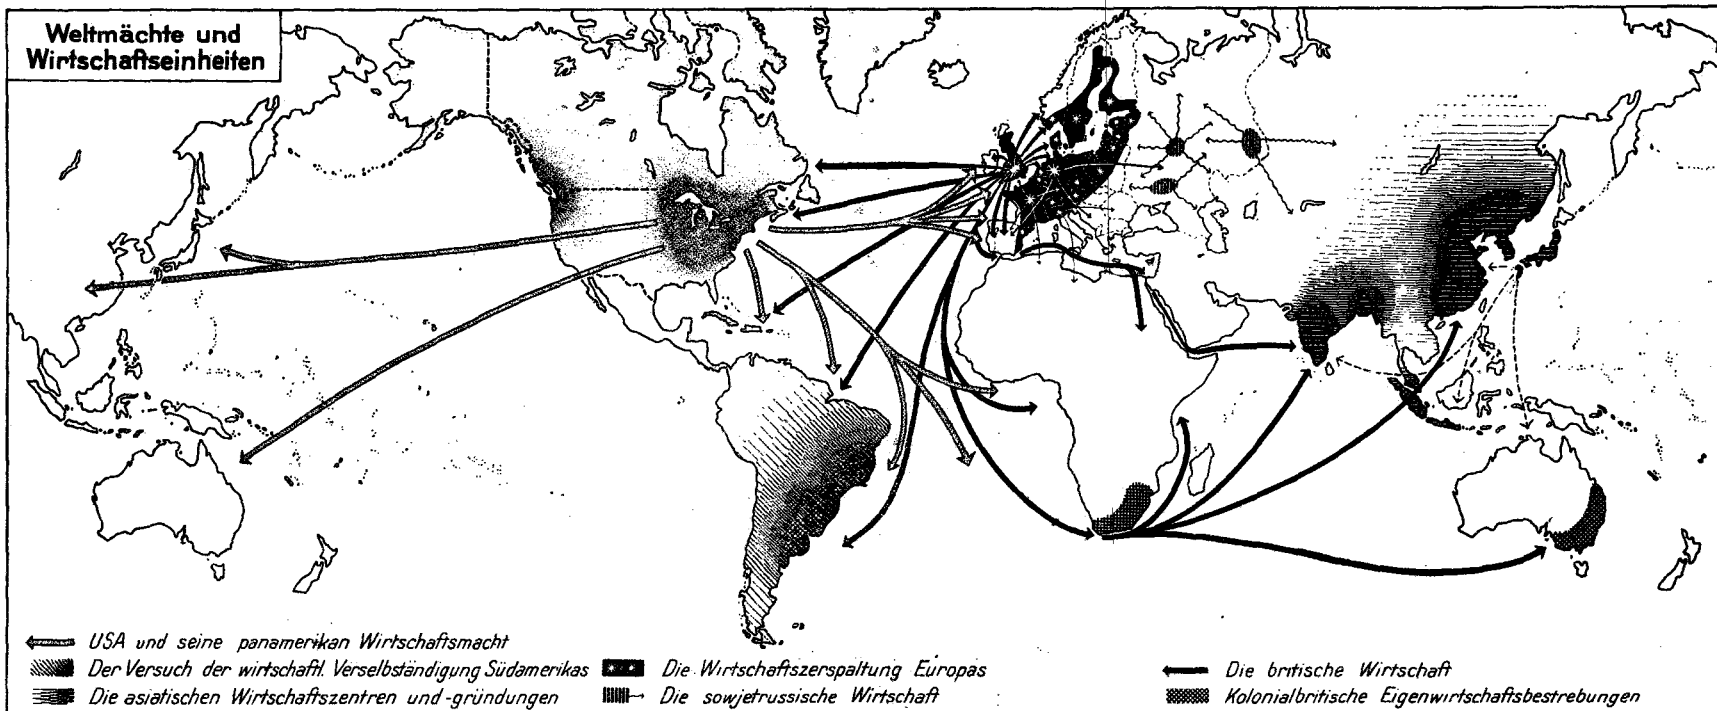 Weltmächte und
Wirtschaftseinheiten
USA und seine panamerikan Wirtschaftsmacht
Der Versuch der wirtschaftl. Verselbständigung Südamerikas
Die asiatischen Wirtschaftszentren und -gründungen
Die Wirtschaftszerspaltung Europas
Die sowjetrussische Wirtschaft
Die britische Wirtschaft
Kolonialbritische Eigenwirtschaftsbestrebungen